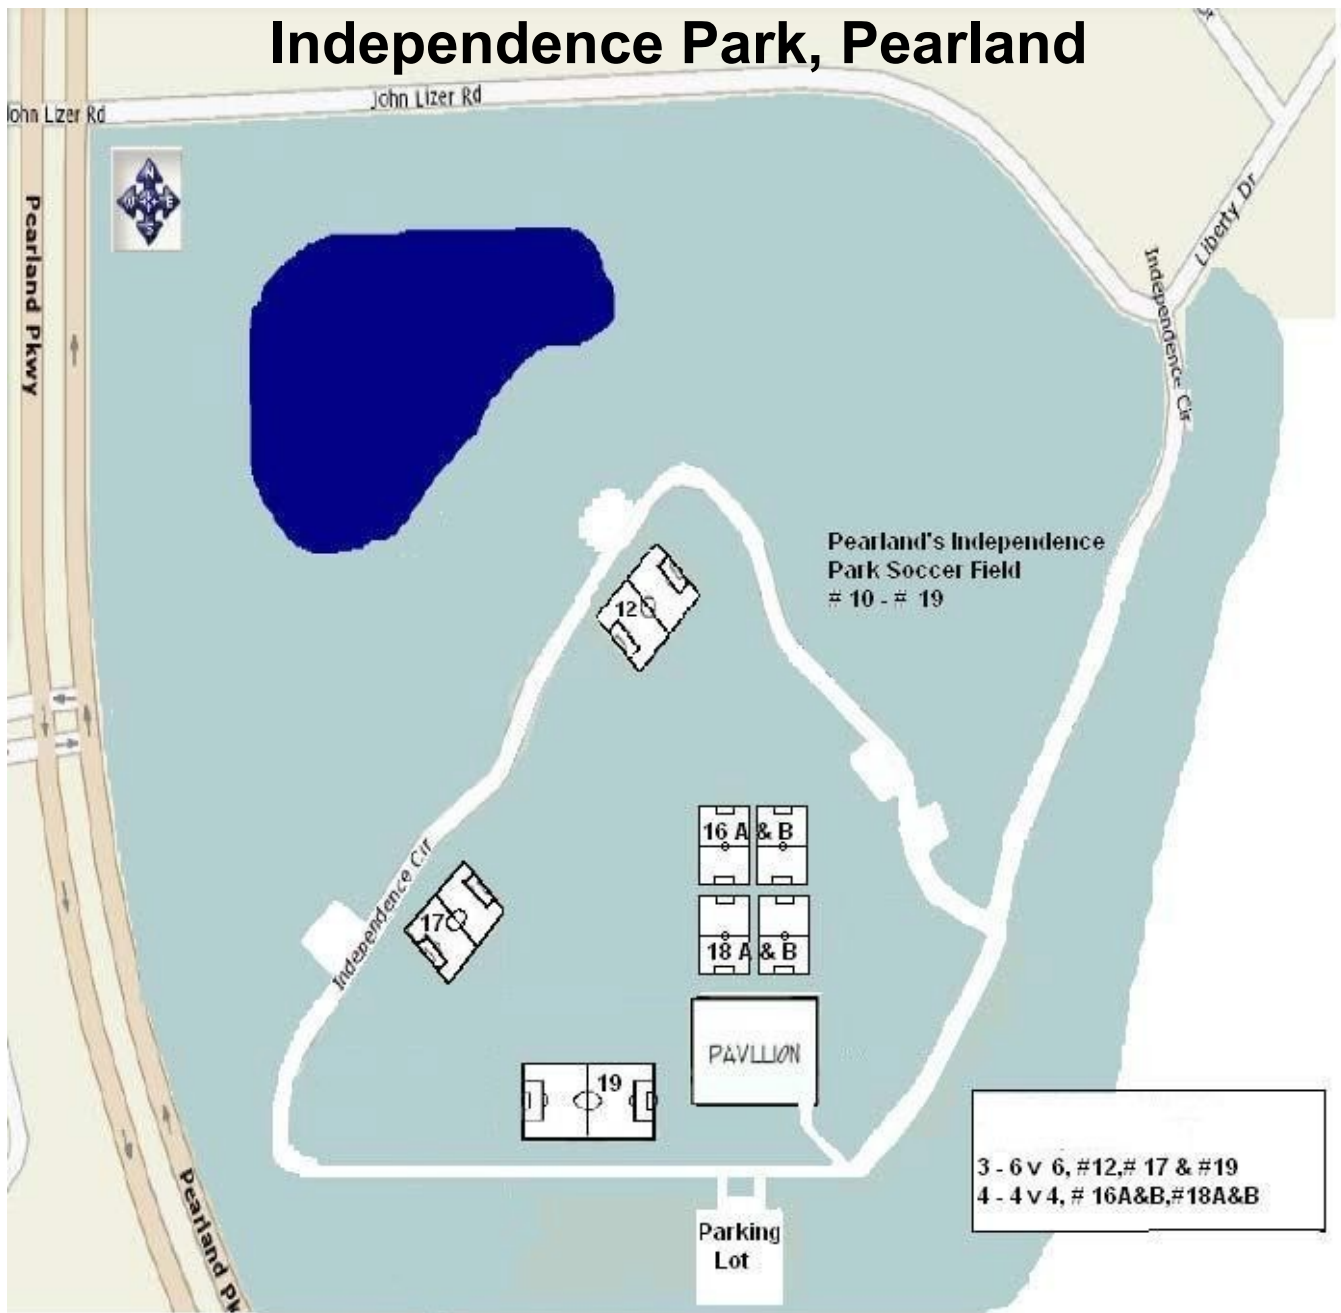 Independence Park, Pearland
John Lizer Rd
John Lizer Rd
N
E
S
Pearland Pkwy
Liberty Dr
Independence Cir
Pearland's Independence
Park Soccer Field
# 10 - # 19
12
16 A & B
Independence Cir
17
18 A & B
PAVLLION
19
3 - 6 v 6, #12,# 17 & #19
4 - 4 v 4, # 16A&B,#18A&B
Pearland Pk
Parking
Lot